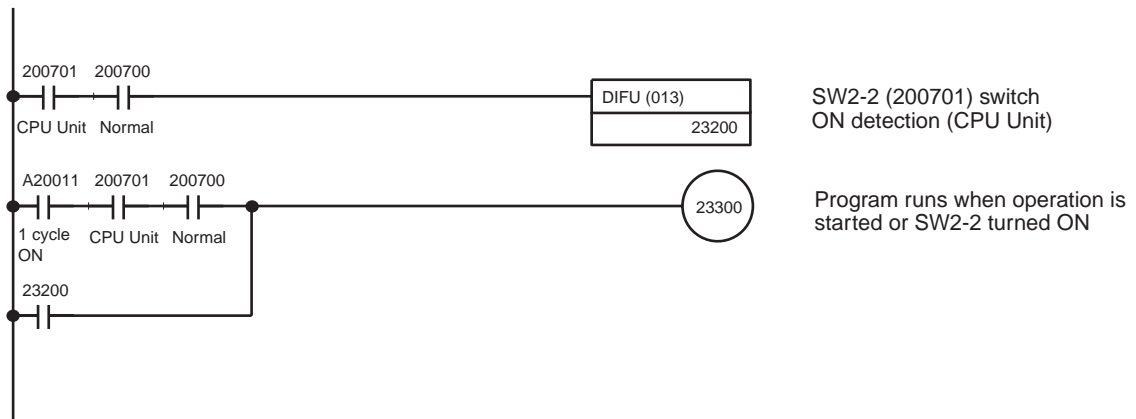 200701 200700
DIFU (013)
23200
CPU Unit Normal
SW2-2 (200701) switch
ON detection (CPU Unit)
A20011 200701 200700
23300
1 cycle
ON
CPU Unit Normal
Program runs when operation is
started or SW2-2 turned ON
23200